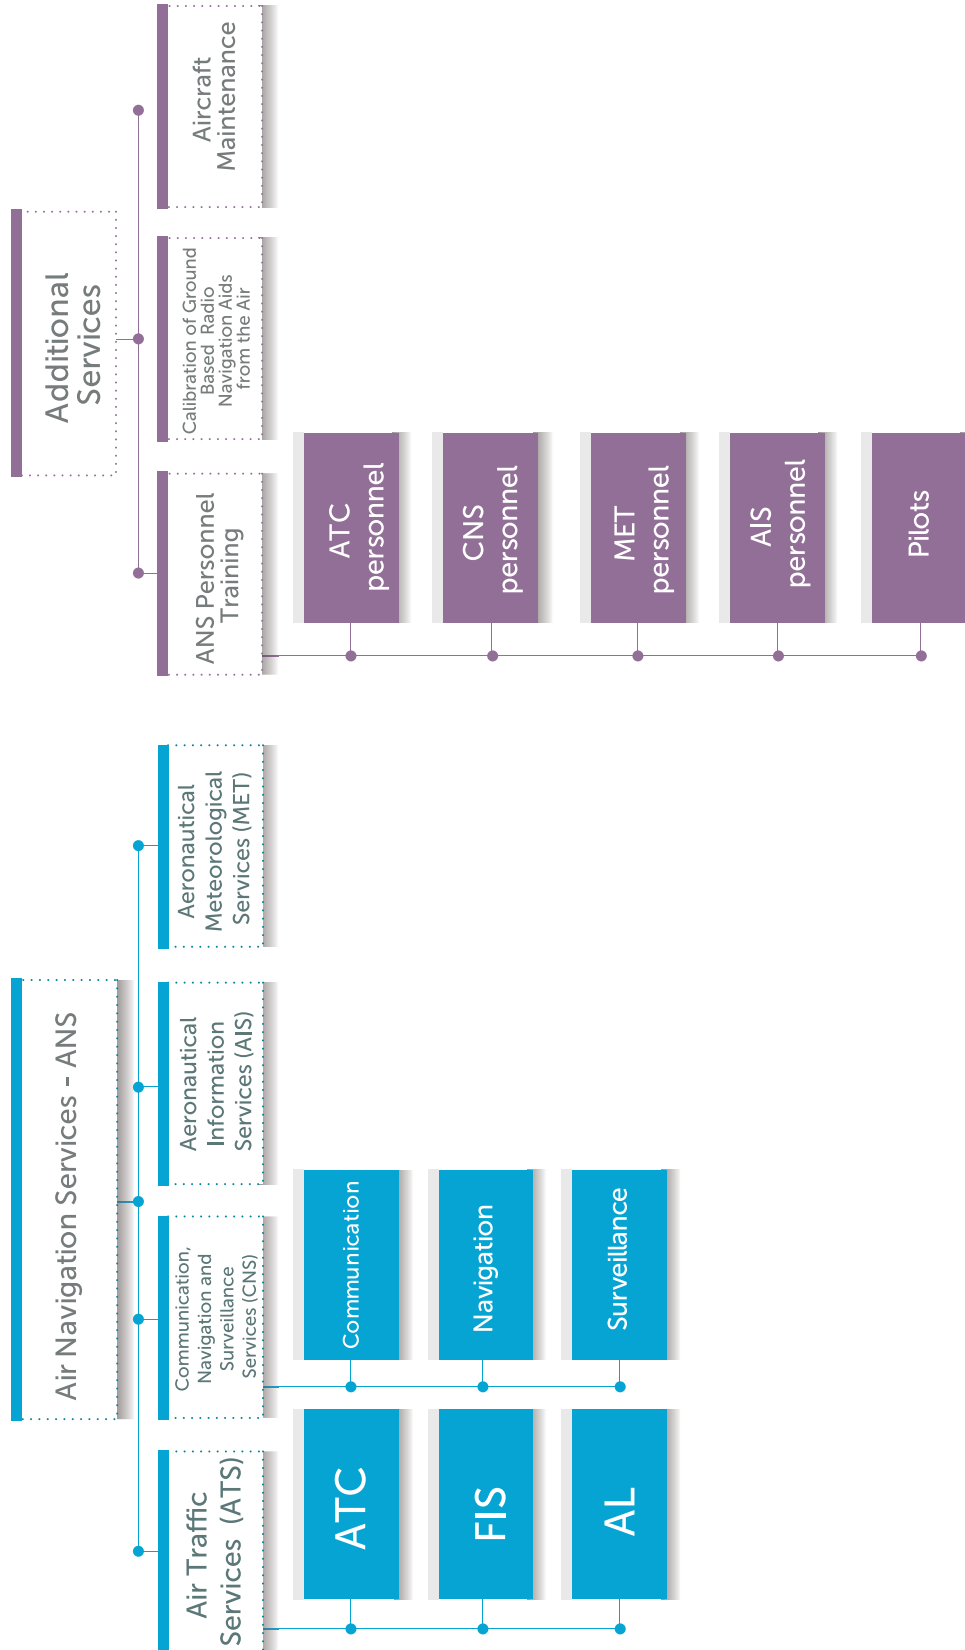 Air Navigation Services - ANS
Air Traffic
Services (ATS)
ATC
FIS
AL
Communication,
Navigation and
Surveillance
Services (CNS)
Communication
Navigation
Surveillance
Aeronautical
Information
Services (AIS)
Aeronautical
Meteorological
Services (MET)
Additional
Services
ANS Personnel
Training
ATC
personnel
CNS
personnel
MET
personnel
AIS
personnel
Pilots
Calibration of Ground
Based Radio
Navigation Aids
from the Air
Aircraft
Maintenance